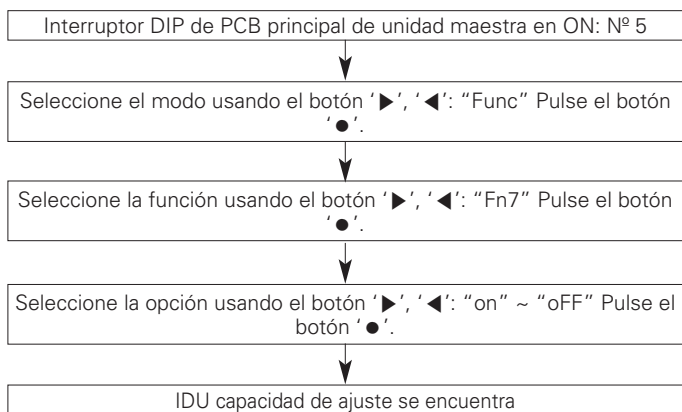 Interruptor DIP de PCB principal de unidad maestra en ON: Nº 5
Seleccione el modo usando el botón ‘▶’, ‘◀’: “Func” Pulse el botón
‘●’.
Seleccione la función usando el botón ‘▶’, ‘◀’: “Fn7” Pulse el botón
‘●’.
Seleccione la opción usando el botón ‘▶’, ‘◀’: “on” ~ “oFF” Pulse el
botón ‘●’.
IDU capacidad de ajuste se encuentra